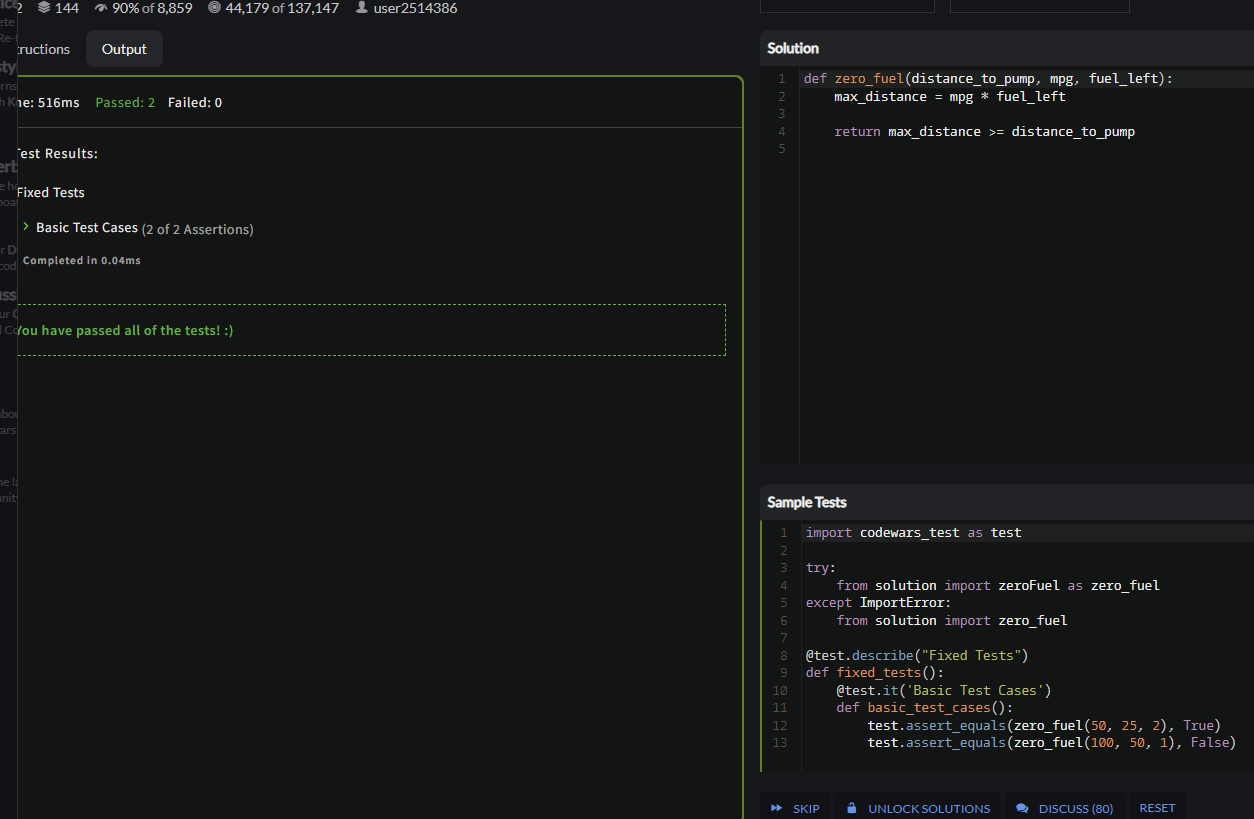 2 144 90% of 8,859 44,179 of 137,147 user2514386
ructions Output
ne: 516ms Passed: 2 Failed: 0
Test Results:
Fixed Tests
Basic Test Cases (2 of 2 Assertions)
Completed in 0.04ms
You have passed all of the tests! :)
Solution
1 def zero_fuel(distance_to_pump, mpg, fuel_left):
2 max_distance = mpg * fuel_left
3
4 return max_distance >= distance_to_pump
5
Sample Tests
1 import codewars_test as test
2
3 try:
4 from solution import zeroFuel as zero_fuel
5 except ImportError:
6 from solution import zero_fuel
7
8 @test.describe("Fixed Tests")
9 def fixed_tests():
10 @test.it('Basic Test Cases')
11 def basic_test_cases():
12 test.assert_equals(zero_fuel(50, 25, 2), True)
13 test.assert_equals(zero_fuel(100, 50, 1), False)
SKIP UNLOCK SOLUTIONS DISCUSS (80) RESET